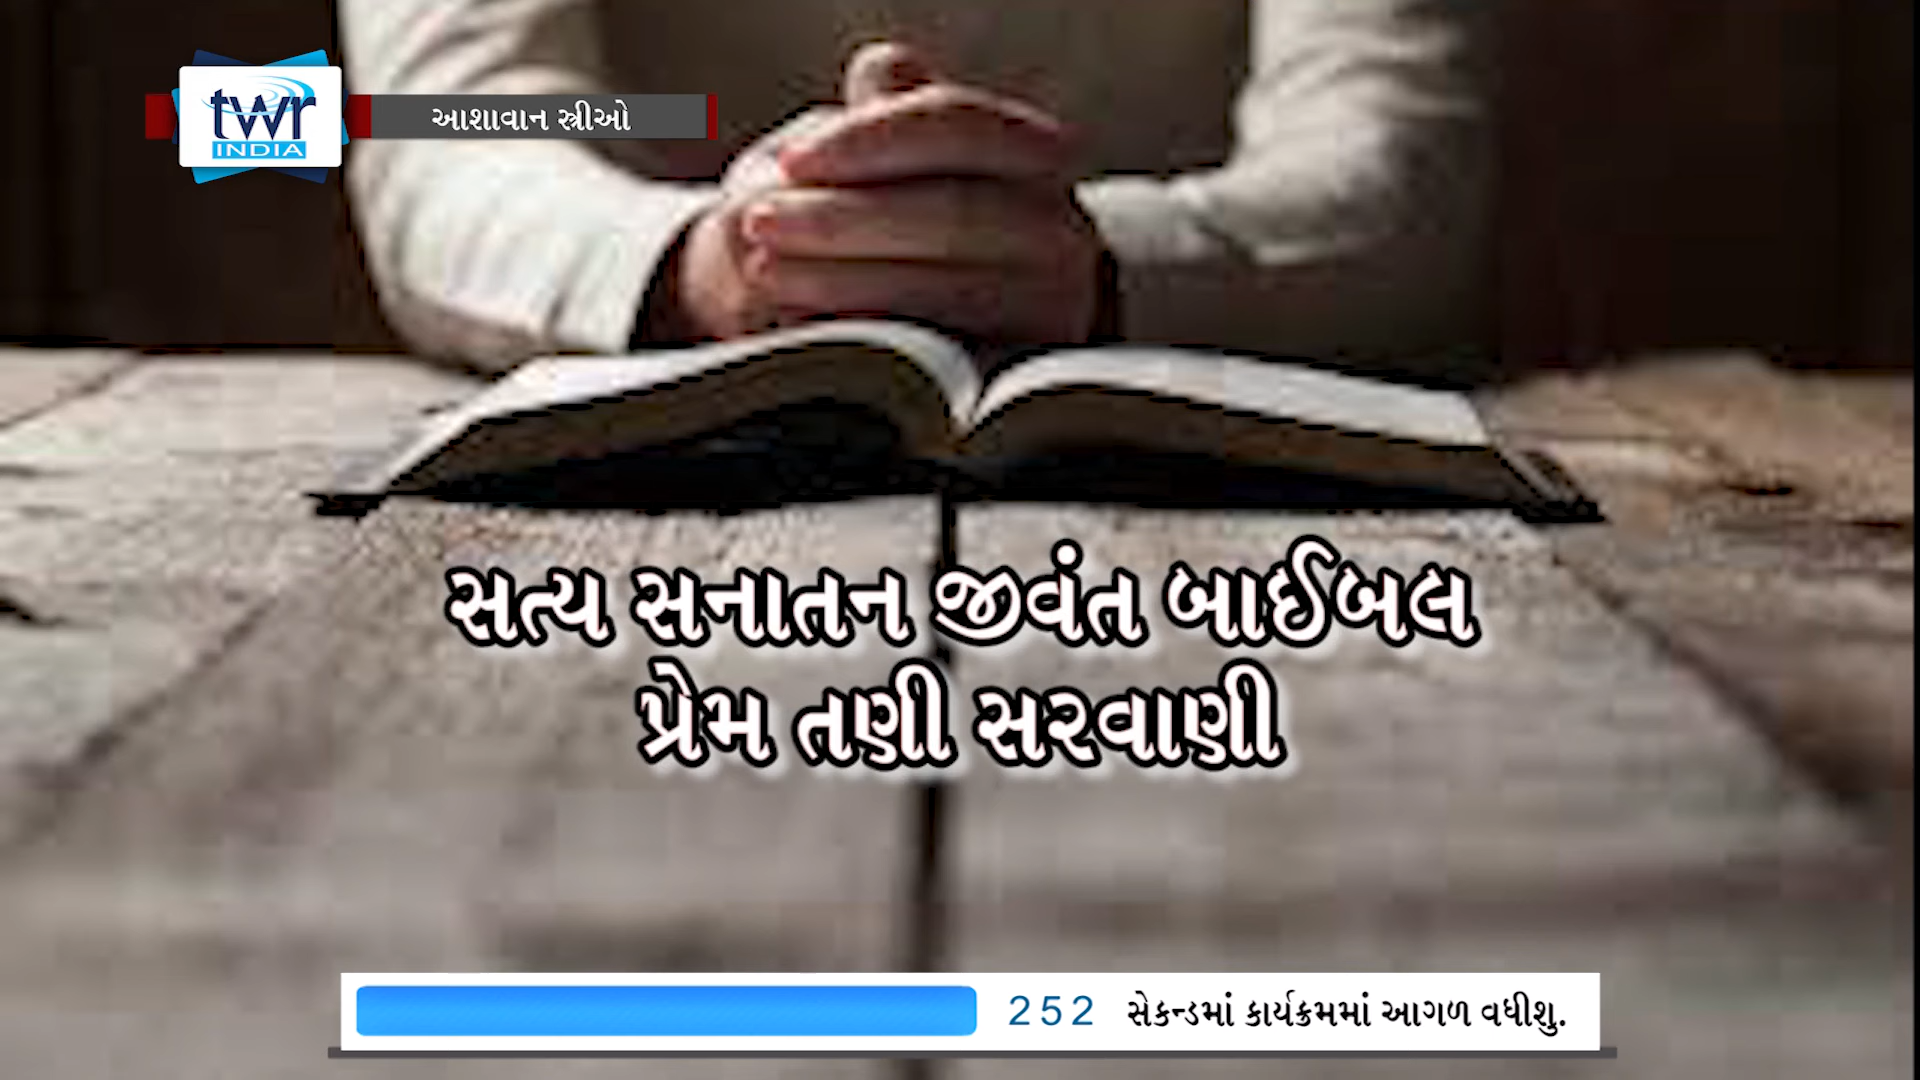 twr
INDIA
આશાવાન સ્ત્રીઓ
સત્ય સનાતન જીવંત બાઈબલ
પ્રેમ તણી સરવાણી
252 સેકન્ડમાં કાર્યક્રમમાં આગળ વધીશુ.